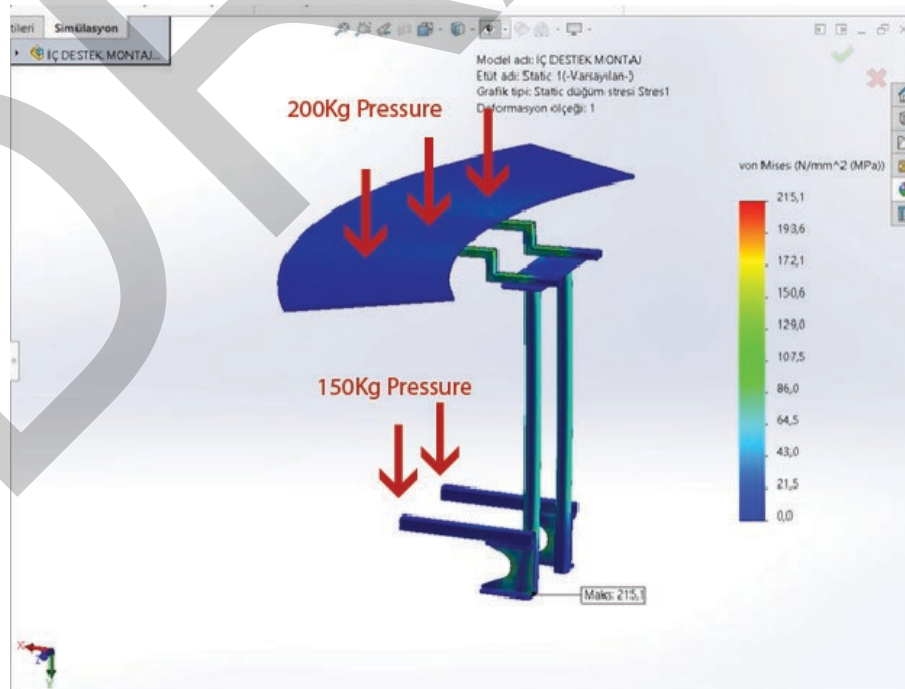 Simülasyon
İÇ DESTEK MONTAJ...
Model adı: İÇ DESTEK MONTAJ
Etüt adı: Static 1(-Varsayılan-)
Grafik tipi: Static düğüm stresi Stres1
Deformasyon ölçeği: 1
200Kg Pressure
von Mises (N/mm^2 (MPa))
215,1
193,6
172,1
150,6
129,0
107,5
86,0
64,5
43,0
21,5
0,0
150Kg Pressure
Maks: 215,1
X
Z
Y